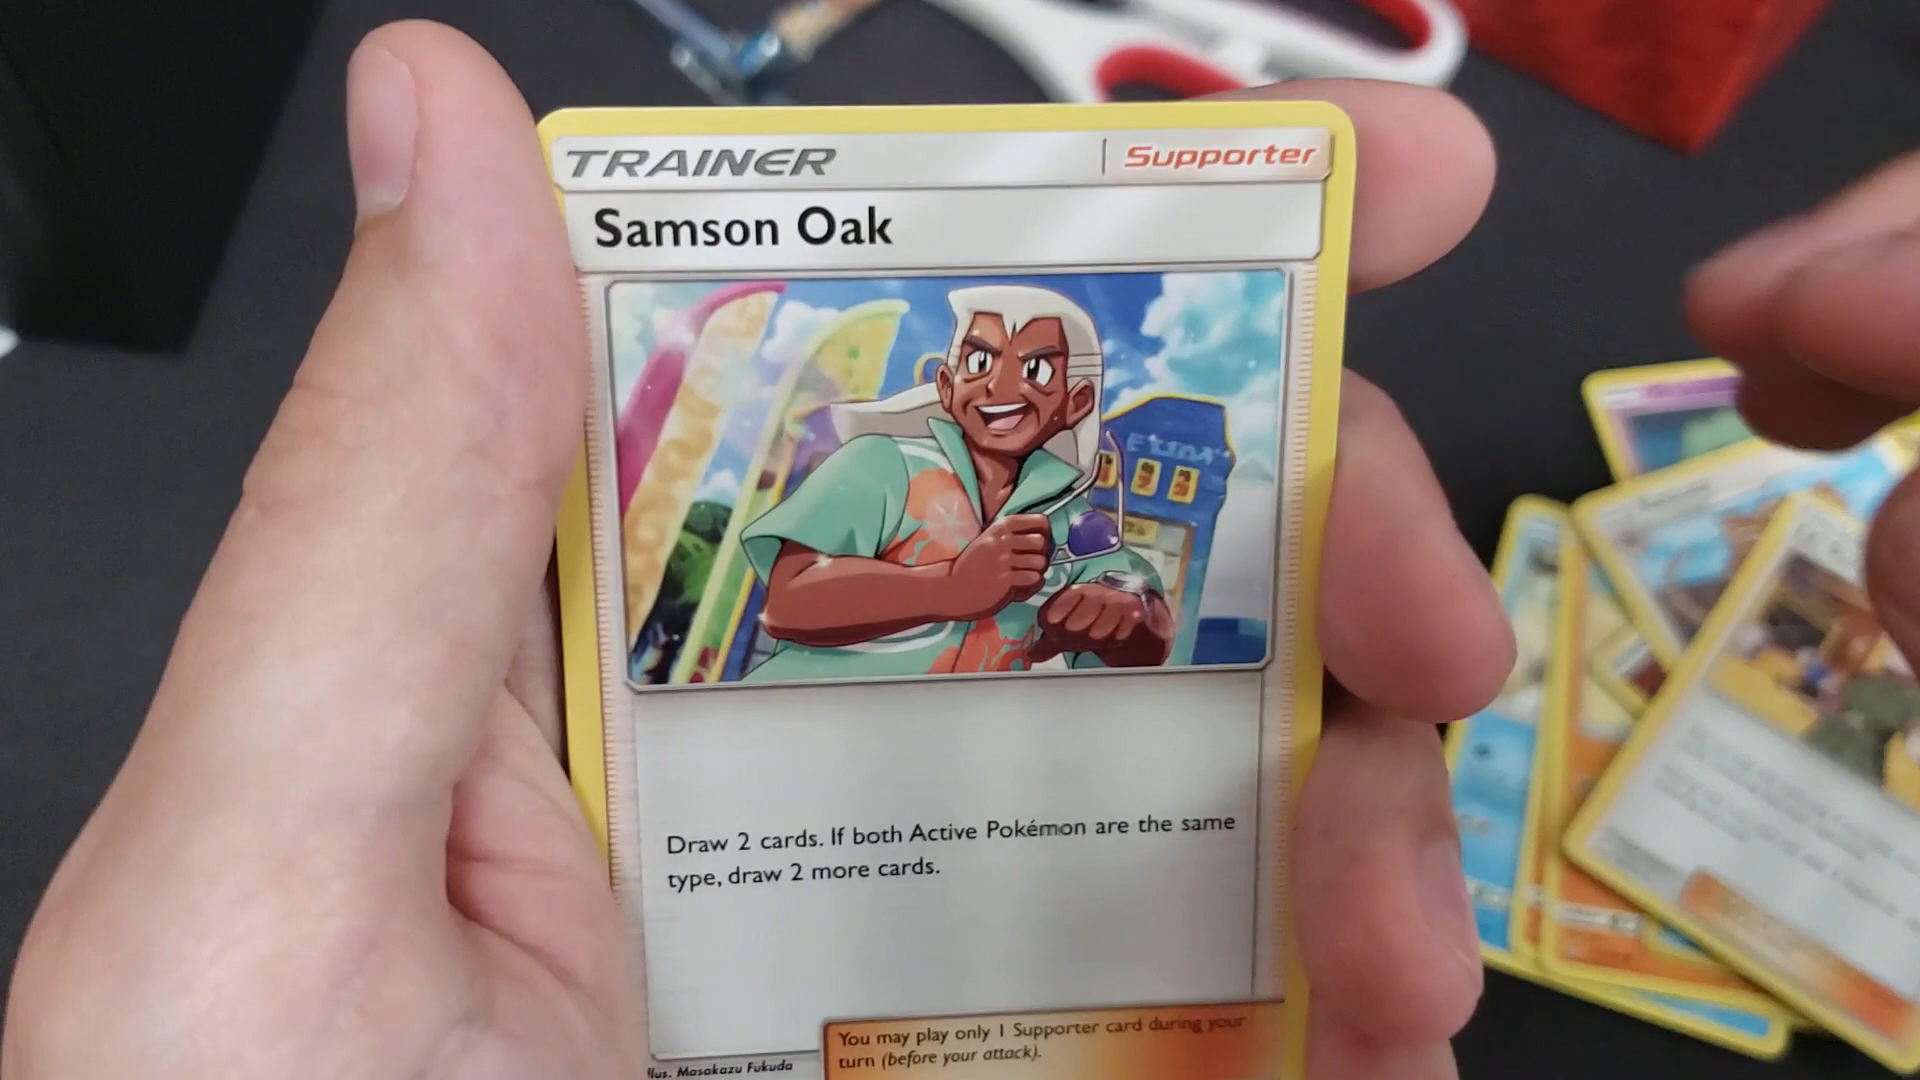 TRAINER | Supporter
Samson Oak
Draw 2 cards. If both Active Pokémon are the same
type, draw 2 more cards.
You may play only 1 Supporter card during your
turn (before your attack).
Illus. Masakazu Fukuda